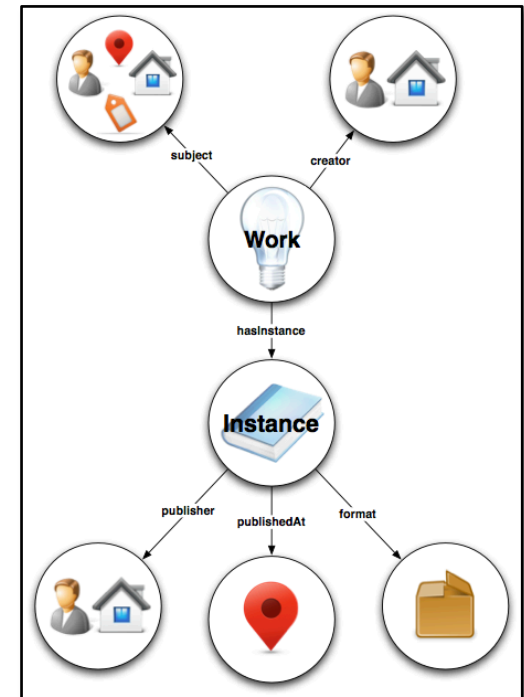 subject
creator
Work
hasInstance
Instance
publisher
publishedAt
format